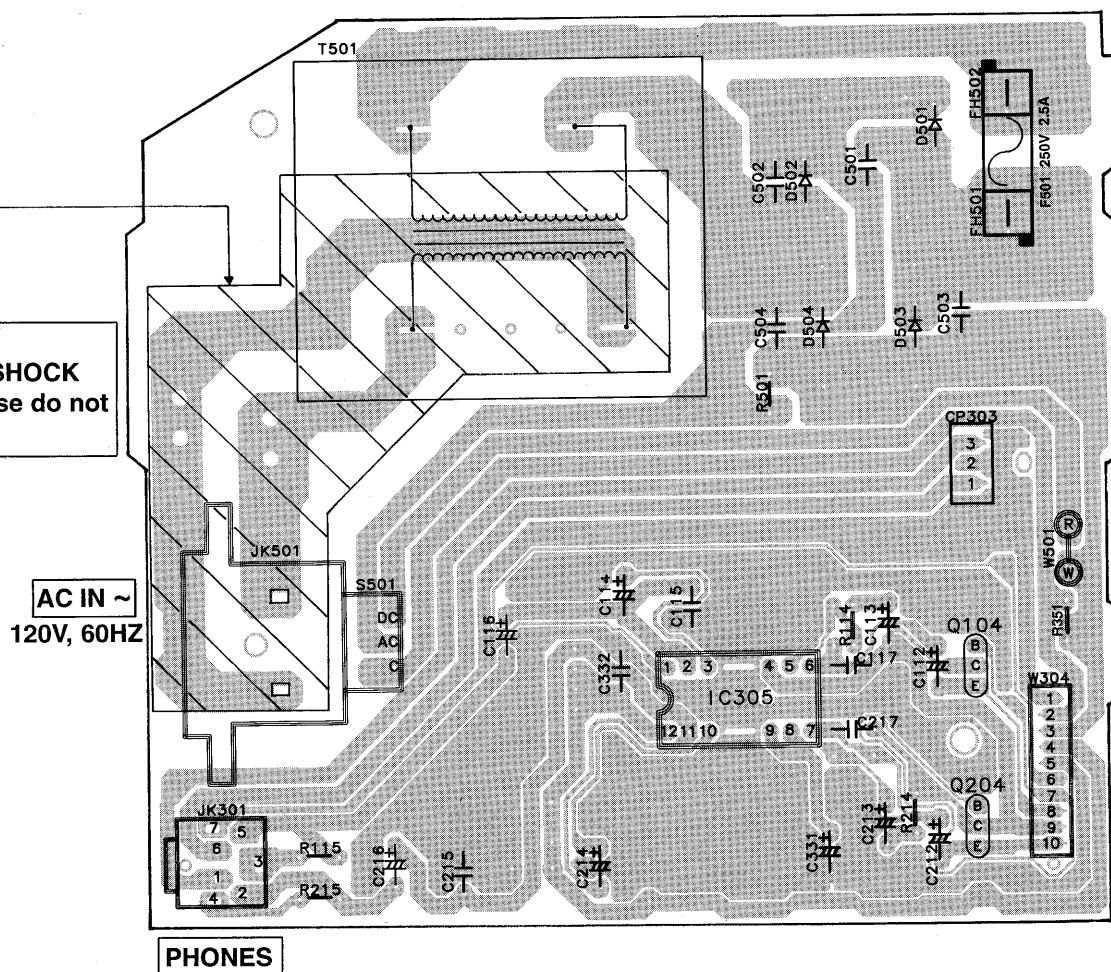 T501
FH502
F501 250V 2.5A
FH501
D501
C501
C502
D502
C503
C504
D504
D503
R501
SHOCK
se do not
CP303
3
2
1
R
W501
W
JK501
AC IN ~
120V, 60HZ
S501
DC
AC
C
C116
C114
C115
R114
C113
Q104
B
C
E
R351
C332
1 2 3 4 5 6
C117
C112
IC305
W304
1
2
3
4
5
6
7
8
9
10
12 11 10 9 8 7
C217
Q204
B
C
E
JK301
7 5
6
3
1
4 2
R115
R215
C216
C215
C214
C331
C213
R214
C212
PHONES